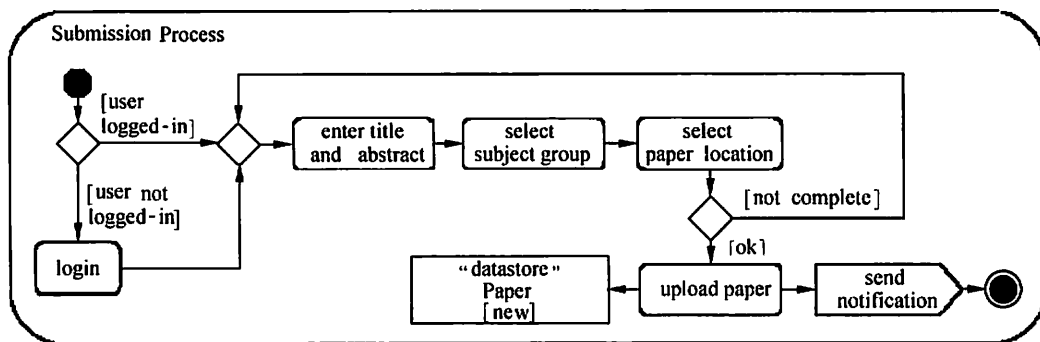 Submission Process
[user
logged-in]
enter title
and abstract
select
subject group
select
paper location
[user not
logged-in]
[not complete]
login
[ok]
"datastore"
Paper
[new]
upload paper
send
notification